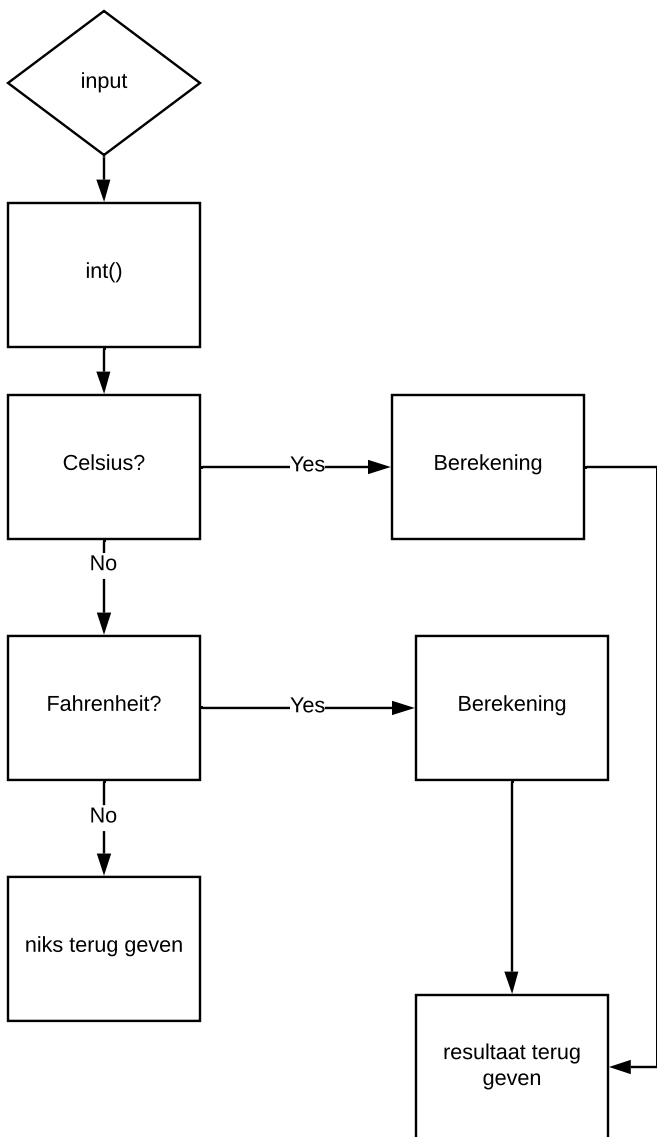 input
int()
Celsius?
Yes
Berekening
No
Fahrenheit?
Yes
Berekening
No
niks terug geven
resultaat terug
geven